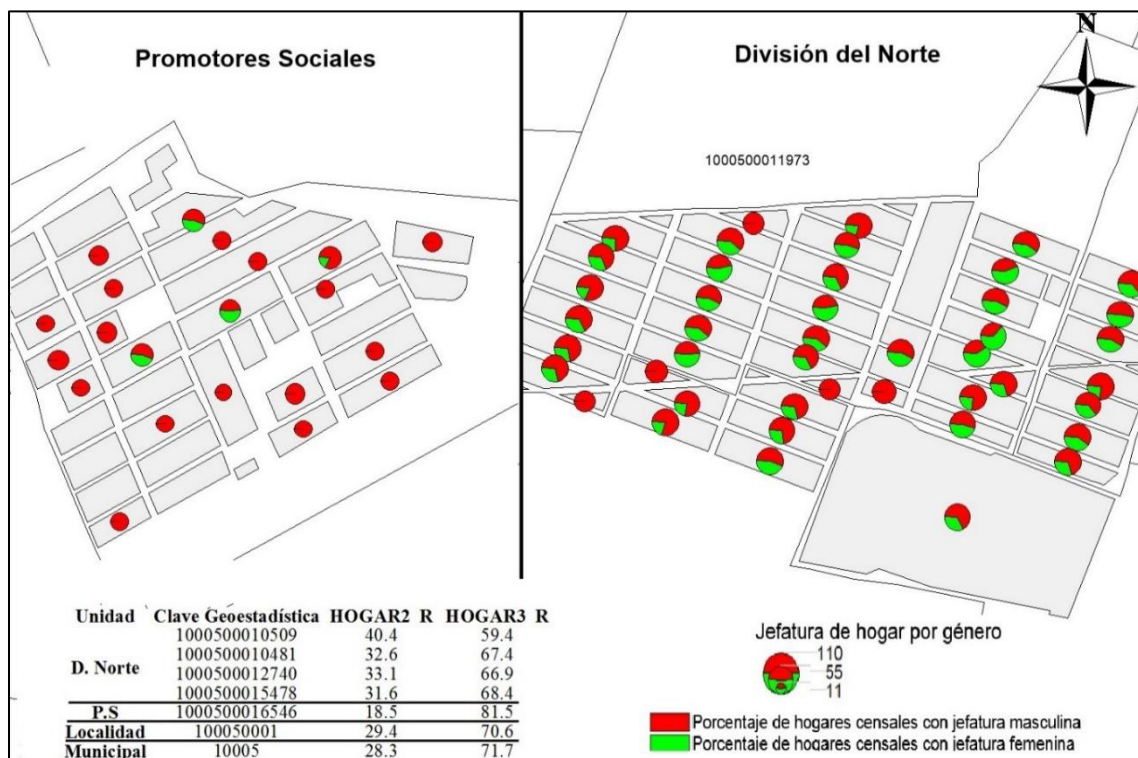 Promotores Sociales
División del Norte
N
1000500011973
Unidad Clave Geoestadística HOGAR2 R HOGAR3 R
1000500010509 40.4 59.4
D. Norte 1000500010481 32.6 67.4
1000500012740 33.1 66.9
1000500015478 31.6 68.4
P.S 1000500016546 18.5 81.5
Localidad 100050001 29.4 70.6
Municipal 10005 28.3 71.7
Jefatura de hogar por género
110
55
11
Porcentaje de hogares censales con jefatura masculina
Porcentaje de hogares censales con jefatura femenina